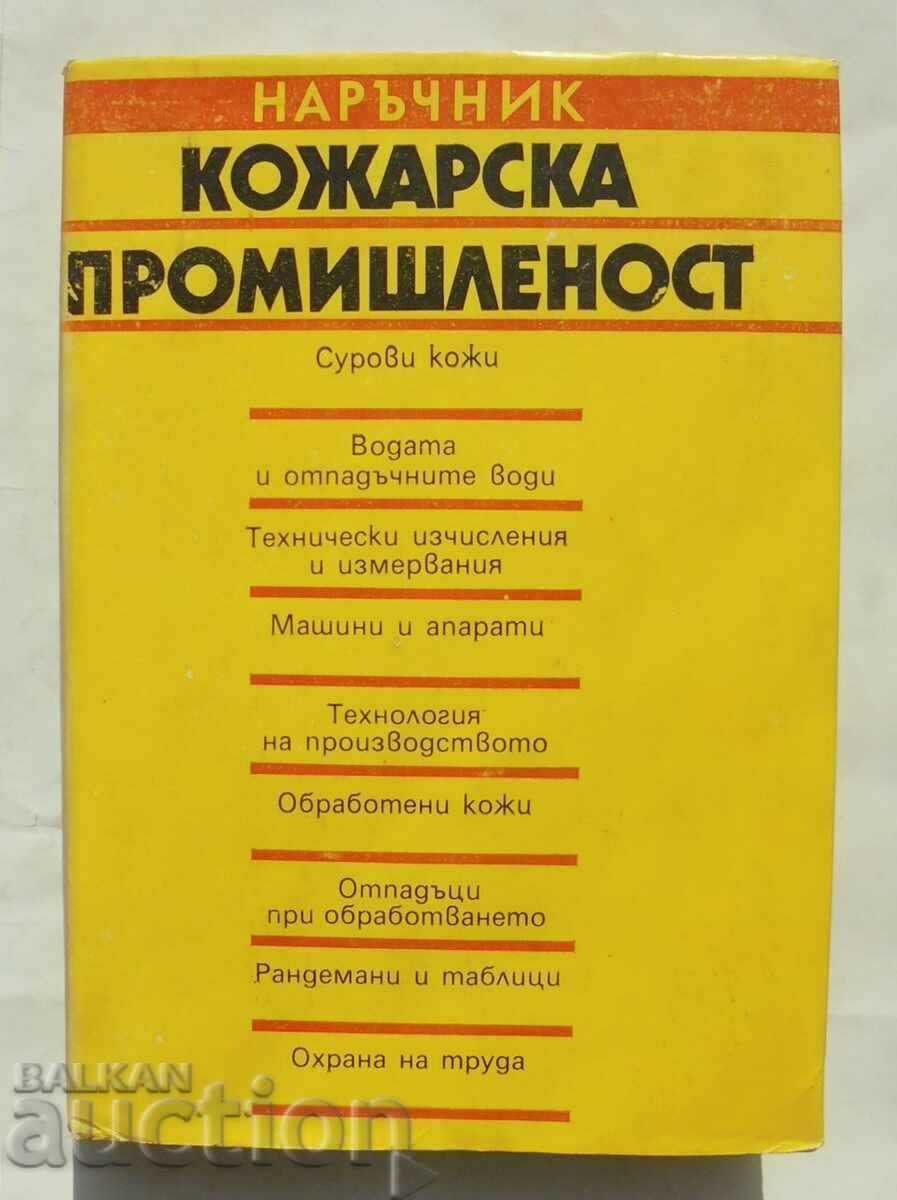 НАРЪЧНИК
КОЖАРСКА
ПРОМИШЛЕНОСТ
Сурови кожи
Водата
и отпадъчните води
Технически изчисления
и измервания
Машини и апарати
Технология
на производството
Обработени кожи
Отпадъци
при обработването
Рандемани и таблици
Охрана на труда
BALKAN
auction